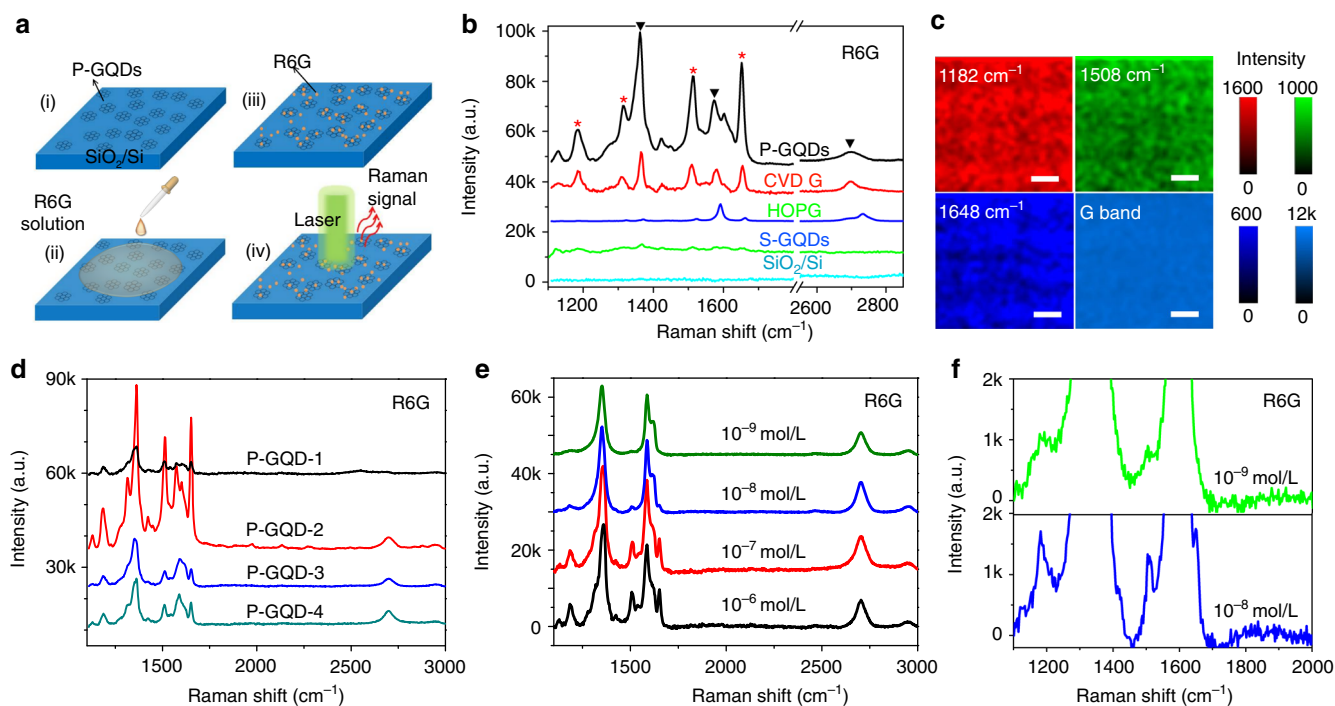 a
P-GQDs
R6G
(i)
(iii)
SiO₂/Si
R6G
solution
Laser
Raman
signal
(ii)
(iv)
b
100k
80k
60k
40k
20k
0
Intensity (a.u.)
R6G
*
*
*
*
P-GQDs
CVD G
HOPG
S-GQDs
SiO₂/Si
1200
1400
1600
2600
2800
Raman shift (cm⁻¹)
c
1182 cm⁻¹
1508 cm⁻¹
1648 cm⁻¹
G band
Intensity
1600
1000
0
0
600
12k
0
0
d
90k
60k
30k
Intensity (a.u.)
R6G
P-GQD-1
P-GQD-2
P-GQD-3
P-GQD-4
1500
2000
2500
3000
Raman shift (cm⁻¹)
e
60k
40k
20k
0
Intensity (a.u.)
R6G
10⁻⁹ mol/L
10⁻⁸ mol/L
10⁻⁷ mol/L
10⁻⁶ mol/L
1500
2000
2500
3000
Raman shift (cm⁻¹)
f
2k
1k
0
2k
1k
0
Intensity (a.u.)
R6G
10⁻⁹ mol/L
10⁻⁸ mol/L
1200
1400
1600
1800
2000
Raman shift (cm⁻¹)